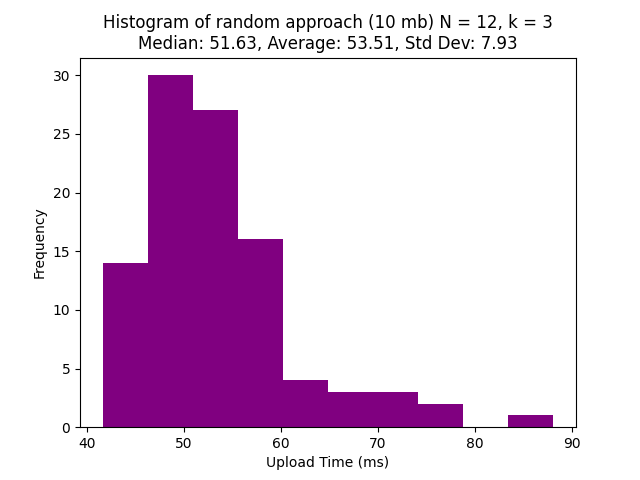 Histogram of random approach (10 mb) N = 12, k = 3
Median: 51.63, Average: 53.51, Std Dev: 7.93
30
25
20
15
10
5
0
Frequency
40 50 60 70 80 90
Upload Time (ms)